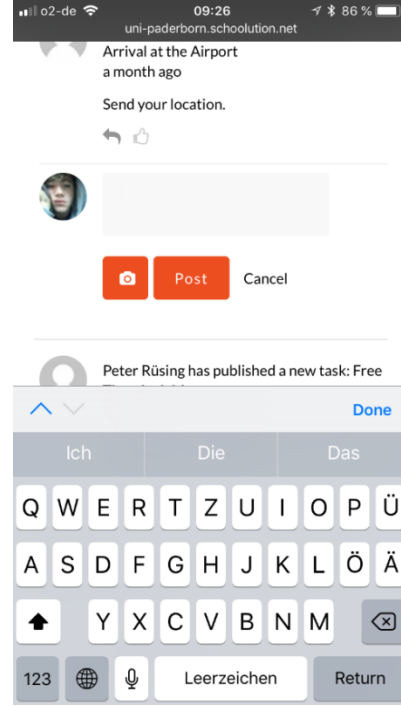 o2-de 09:26 86 %
uni-paderborn.schoolution.net
Arrival at the Airport
a month ago
Send your location.
Post Cancel
Peter Rüsing has published a new task: Free
Done
Ich Die Das
Q W E R T Z U I O P Ü
A S D F G H J K L Ö Ä
Y X C V B N M
123 Leerzeichen Return